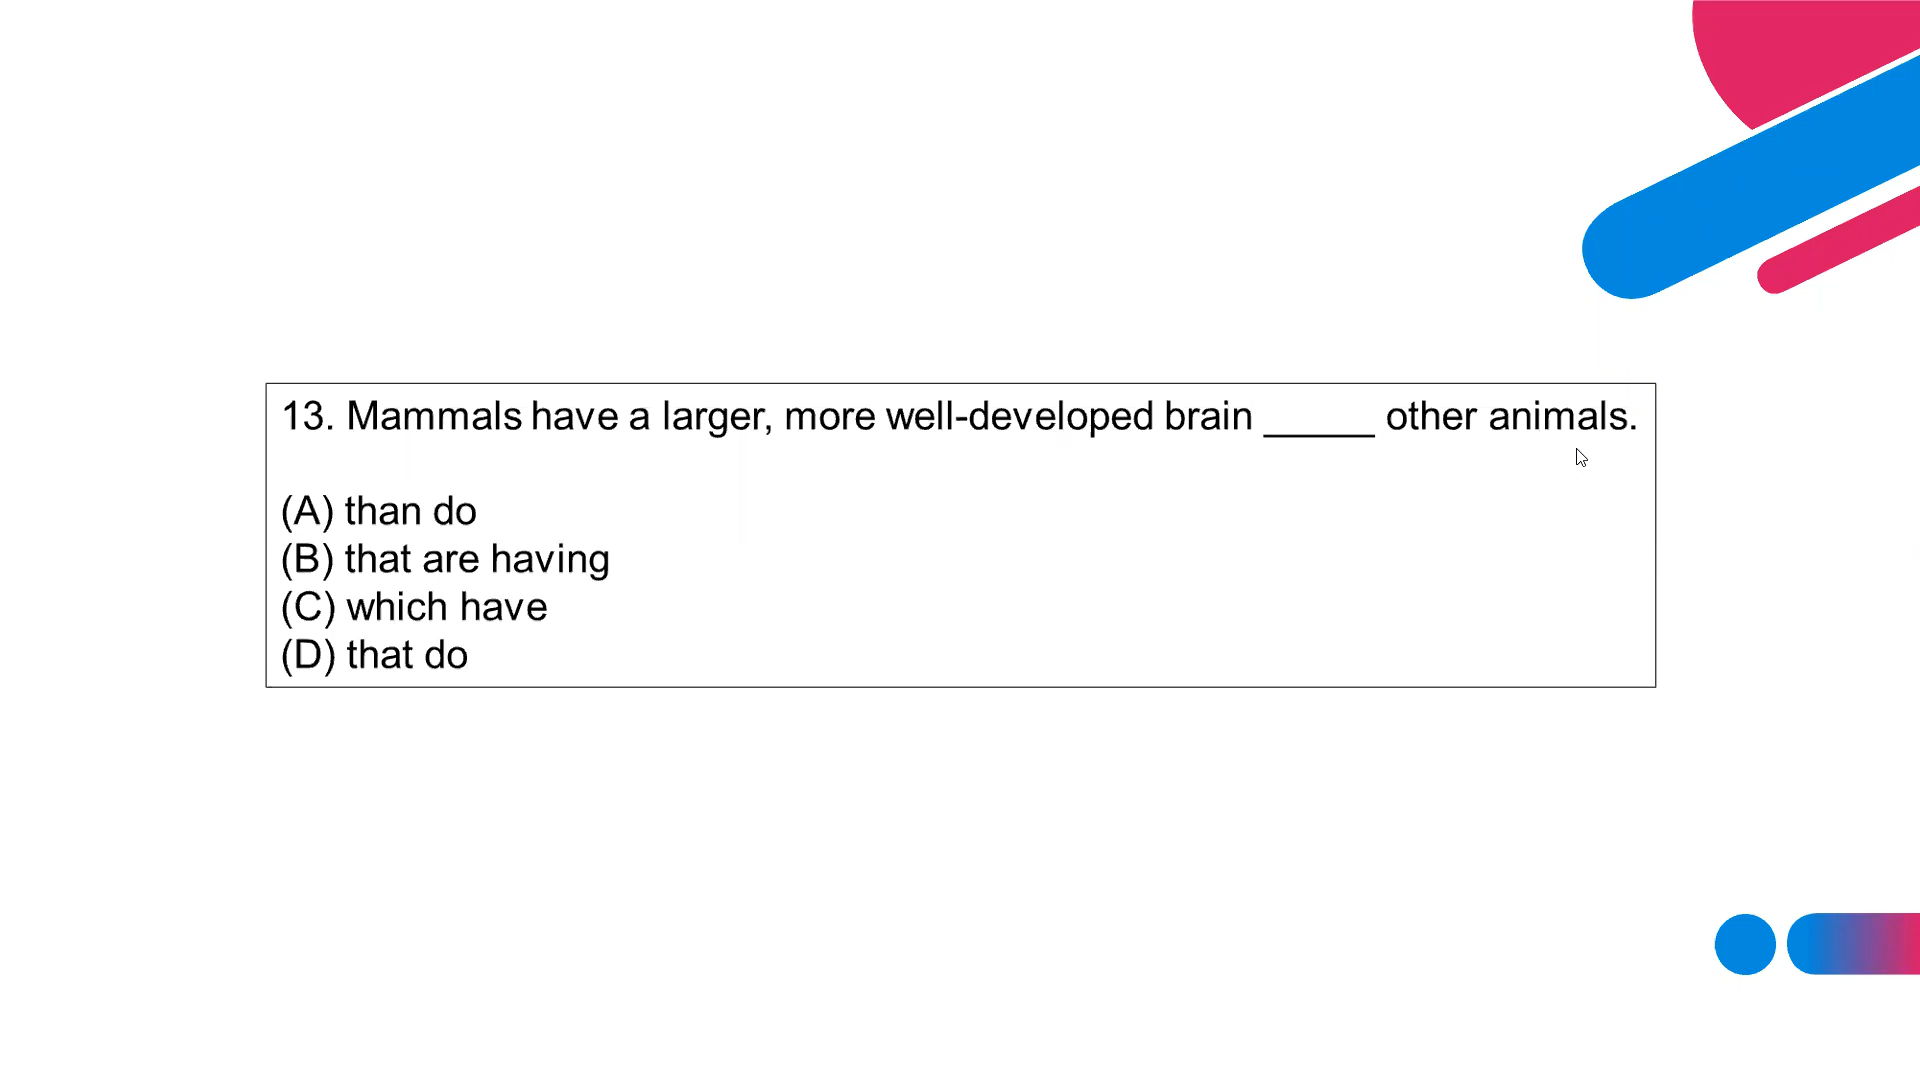 13. Mammals have a larger, more well-developed brain _____ other animals.
(A) than do
(B) that are having
(C) which have
(D) that do